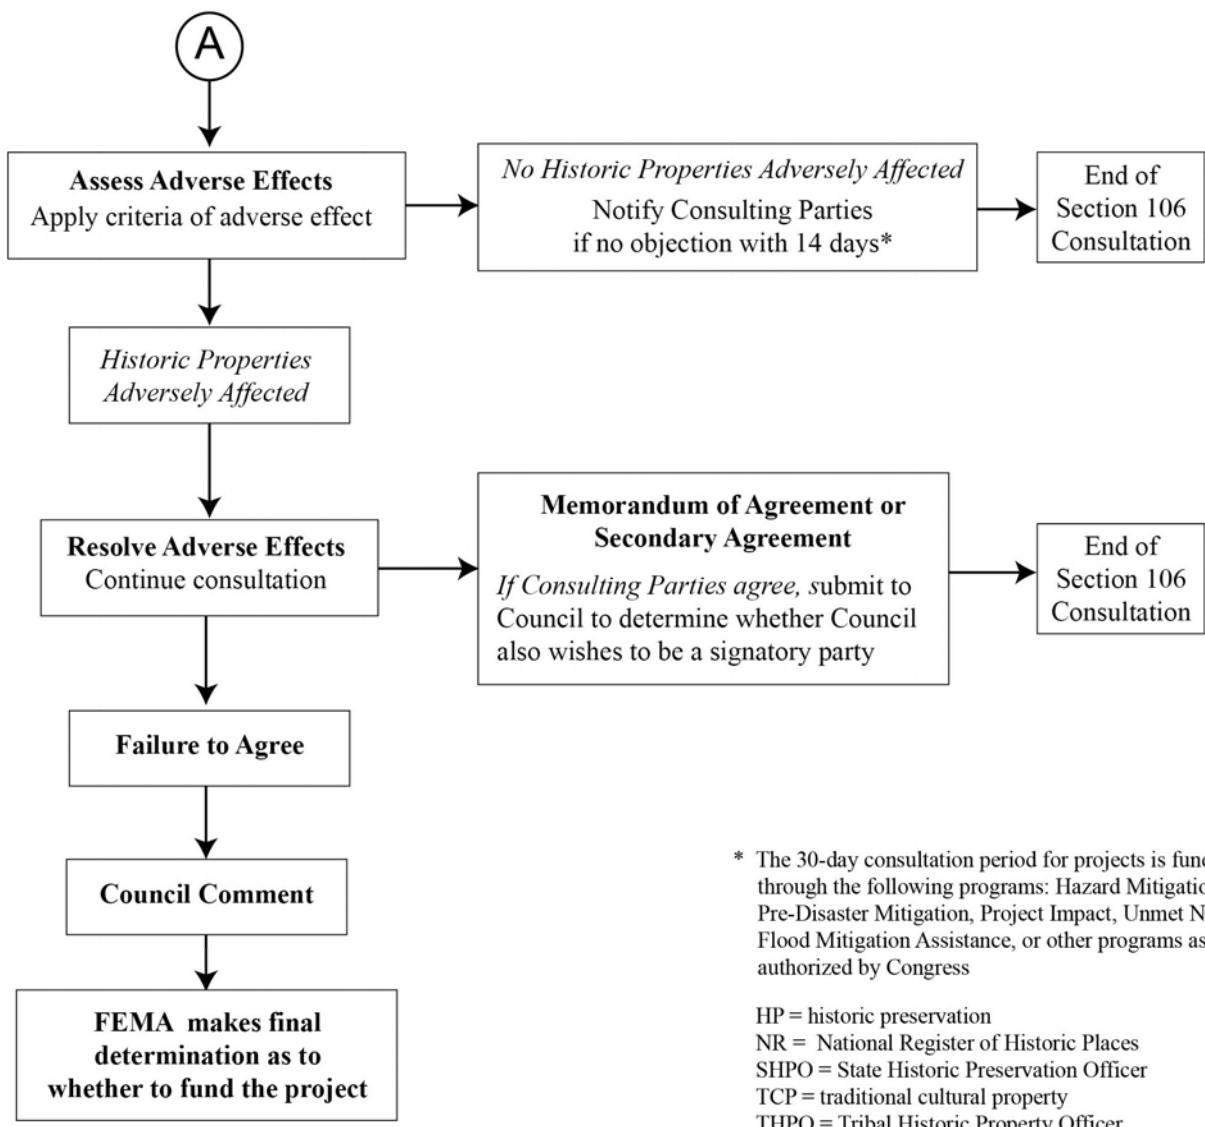 A
Assess Adverse Effects
Apply criteria of adverse effect
No Historic Properties Adversely Affected
Notify Consulting Parties
if no objection with 14 days*
End of
Section 106
Consultation
Historic Properties
Adversely Affected
Resolve Adverse Effects
Continue consultation
Memorandum of Agreement or
Secondary Agreement
If Consulting Parties agree, submit to
Council to determine whether Council
also wishes to be a signatory party
End of
Section 106
Consultation
Failure to Agree
Council Comment
FEMA makes final
determination as to
whether to fund the project
* The 30-day consultation period for projects is
through the following programs: Hazard
Pre-Disaster Mitigation, Project Impact, Unmet
Flood Mitigation Assistance, or other programs as
authorized by Congress
HP = historic preservation
NR = National Register of Historic Places
SHPO = State Historic Preservation Officer
TCP = traditional cultural property
THPO = Tribal Historic Property Officer